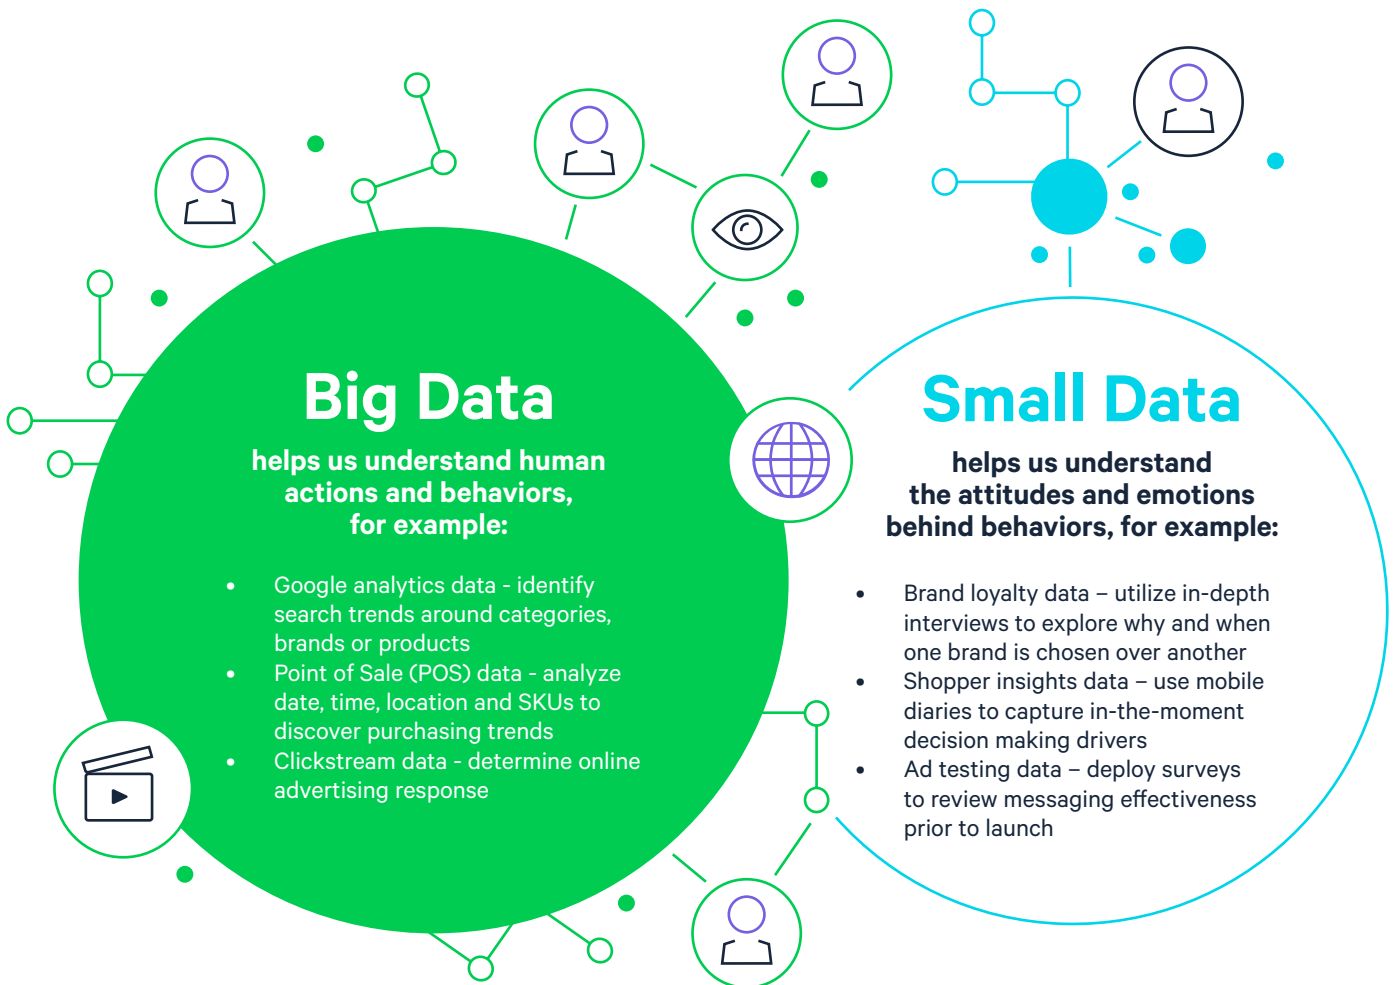 Big Data
helps us understand human
actions and behaviors,
for example:
• Google analytics data - identify
search trends around categories,
brands or products
• Point of Sale (POS) data - analyze
date, time, location and SKUs to
discover purchasing trends
• Clickstream data - determine online
advertising response
Small Data
helps us understand
the attitudes and emotions
behind behaviors, for example:
• Brand loyalty data – utilize in-depth
interviews to explore why and when
one brand is chosen over another
• Shopper insights data – use mobile
diaries to capture in-the-moment
decision making drivers
• Ad testing data – deploy surveys
to review messaging effectiveness
prior to launch